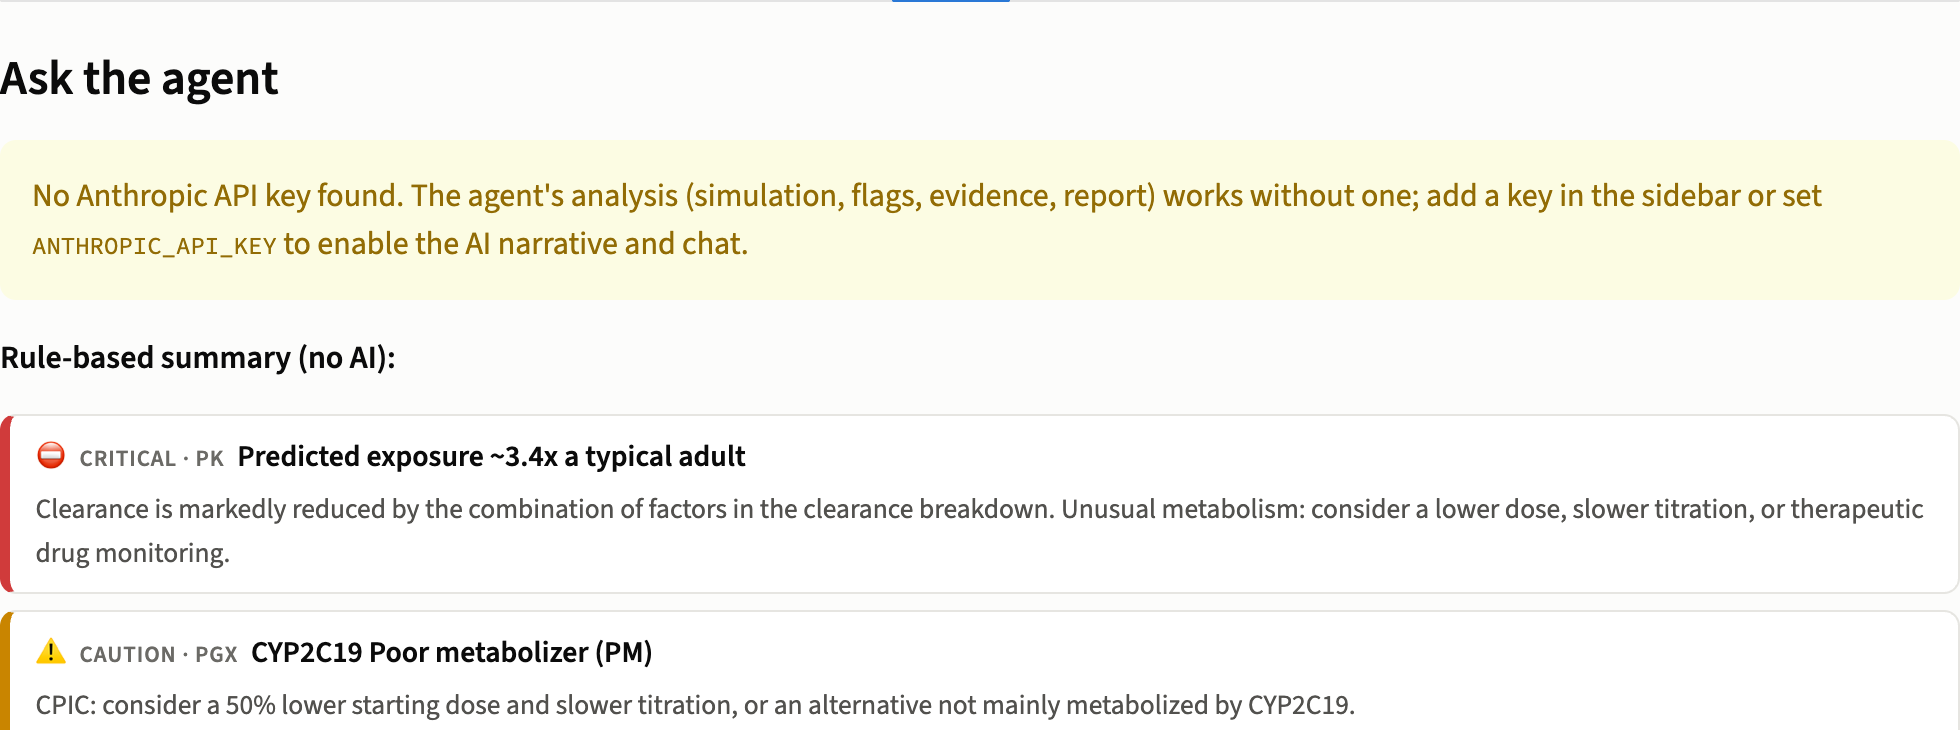 Ask the agent
No Anthropic API key found. The agent's analysis (simulation, flags, evidence, report) works without one; add a key in the sidebar or set
ANTHROPIC_API_KEY to enable the AI narrative and chat.
Rule-based summary (no AI):
CRITICAL · PK Predicted exposure ~3.4x a typical adult
Clearance is markedly reduced by the combination of factors in the clearance breakdown. Unusual metabolism: consider a lower dose, slower titration, or therapeutic
drug monitoring.
CAUTION · PGX CYP2C19 Poor metabolizer (PM)
CPIC: consider a 50% lower starting dose and slower titration, or an alternative not mainly metabolized by CYP2C19.